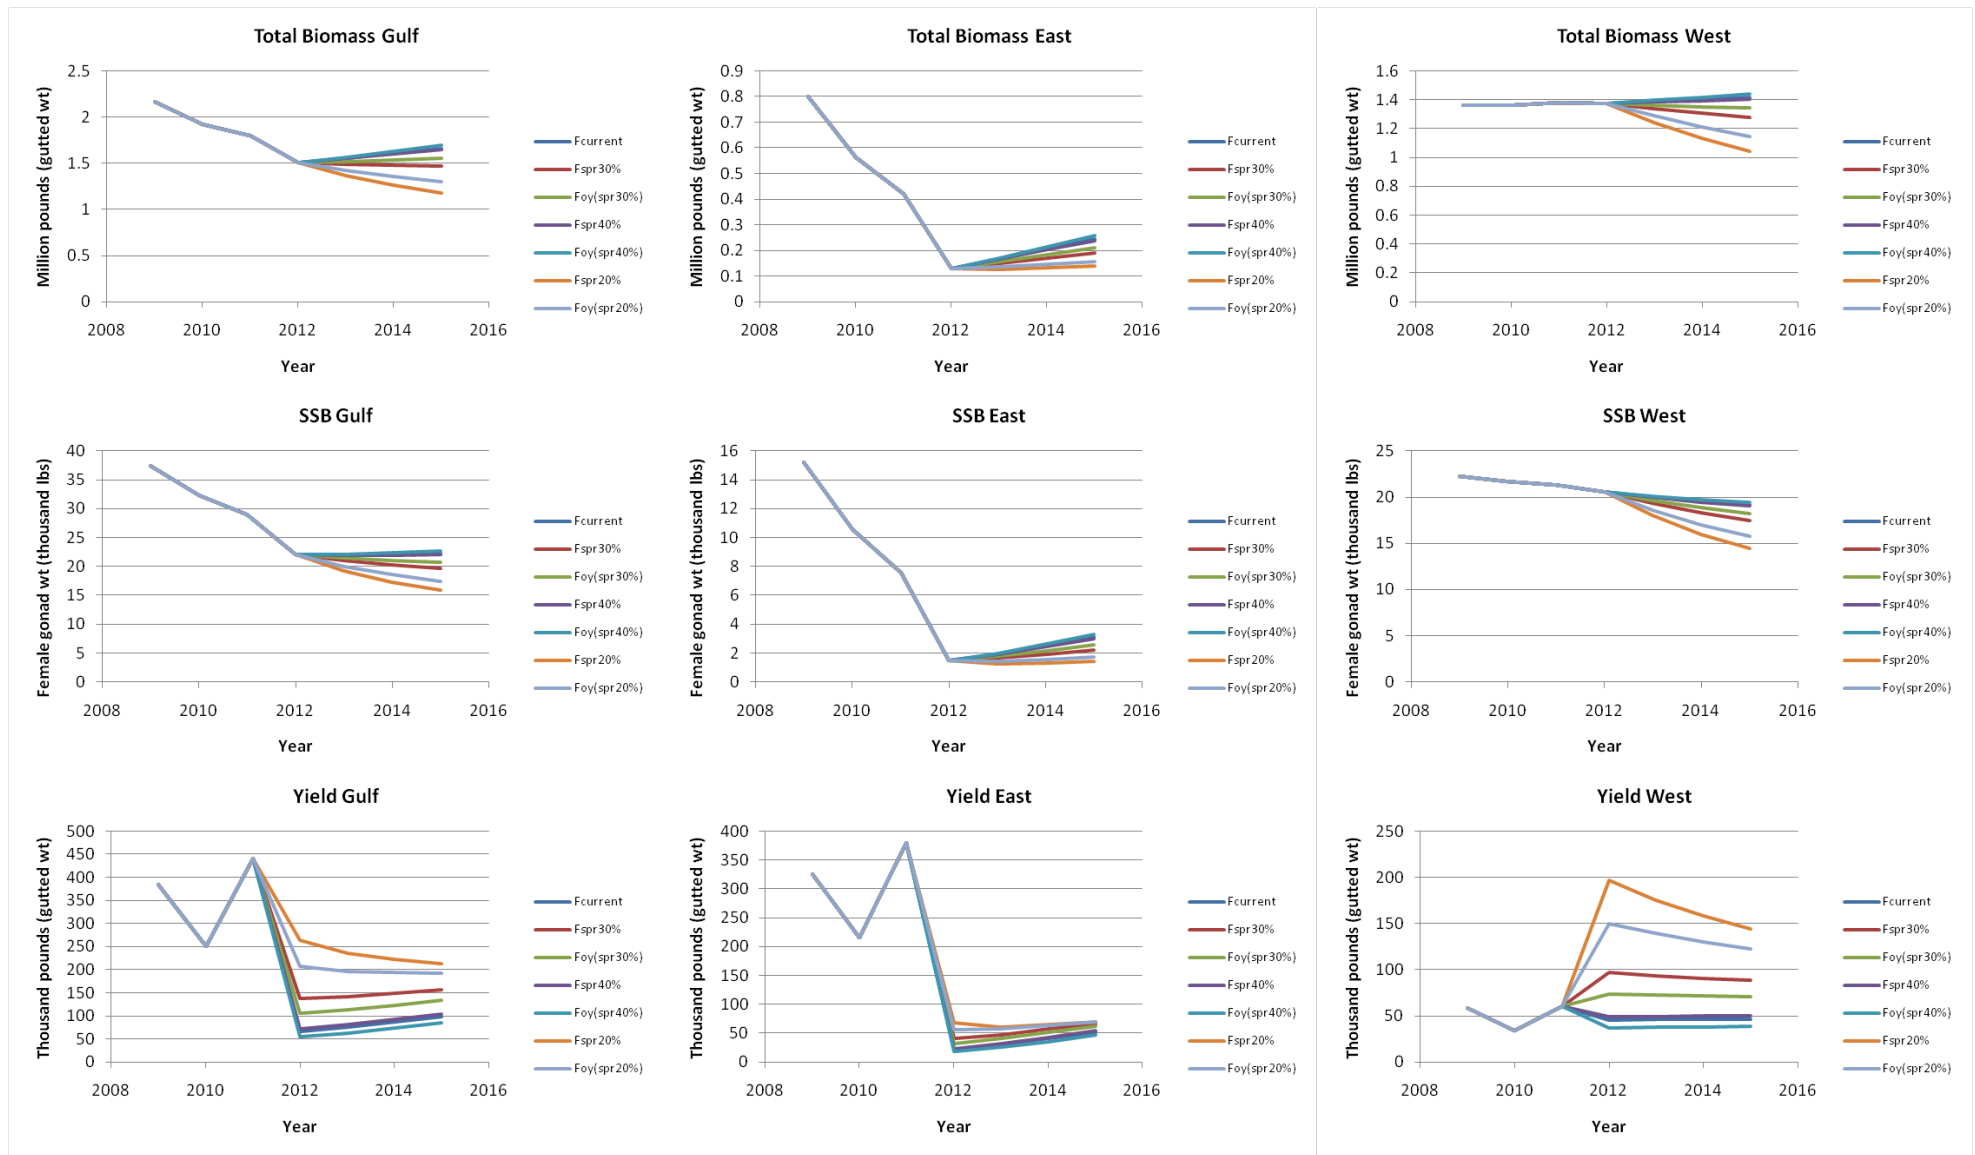 Total Biomass Gulf
Million pounds (gutted wt)
2.5
2
1.5
1
0.5
0
2008 2010 2012 2014 2016
Year
Fcurrent
Fspr30%
Foy(spr30%)
Fspr40%
Foy(spr40%)
Fspr20%
Foy(spr20%)
Total Biomass East
Million pounds (gutted wt)
0.9
0.8
0.7
0.6
0.5
0.4
0.3
0.2
0.1
0
2008 2010 2012 2014 2016
Year
Fcurrent
Fspr30%
Foy(spr30%)
Fspr40%
Foy(spr40%)
Fspr20%
Foy(spr20%)
Total Biomass West
Million pounds (gutted wt)
1.6
1.4
1.2
1
0.8
0.6
0.4
0.2
0
2008 2010 2012 2014 2016
Year
Fcurrent
Fspr30%
Foy(spr30%)
Fspr40%
Foy(spr40%)
Fspr20%
Foy(spr20%)
SSB Gulf
Female gonad wt (thousand lbs)
40
35
30
25
20
15
10
5
0
2008 2010 2012 2014 2016
Year
Fcurrent
Fspr30%
Foy(spr30%)
Fspr40%
Foy(spr40%)
Fspr20%
Foy(spr20%)
SSB East
Female gonad wt (thousand lbs)
16
14
12
10
8
6
4
2
0
2008 2010 2012 2014 2016
Year
Fcurrent
Fspr30%
Foy(spr30%)
Fspr40%
Foy(spr40%)
Fspr20%
Foy(spr20%)
SSB West
Female gonad wt (thousand lbs)
25
20
15
10
5
0
2008 2010 2012 2014 2016
Year
Fcurrent
Fspr30%
Foy(spr30%)
Fspr40%
Foy(spr40%)
Fspr20%
Foy(spr20%)
Yield Gulf
Thousand pounds (gutted wt)
500
450
400
350
300
250
200
150
100
50
0
2008 2010 2012 2014 2016
Year
Fcurrent
Fspr30%
Foy(spr30%)
Fspr40%
Foy(spr40%)
Fspr20%
Foy(spr20%)
Yield East
Thousand pounds (gutted wt)
400
350
300
250
200
150
100
50
0
2008 2010 2012 2014 2016
Year
Fcurrent
Fspr30%
Foy(spr30%)
Fspr40%
Foy(spr40%)
Fspr20%
Foy(spr20%)
Yield West
Thousand pounds (gutted wt)
250
200
150
100
50
0
2008 2010 2012 2014 2016
Year
Fcurrent
Fspr30%
Foy(spr30%)
Fspr40%
Foy(spr40%)
Fspr20%
Foy(spr20%)